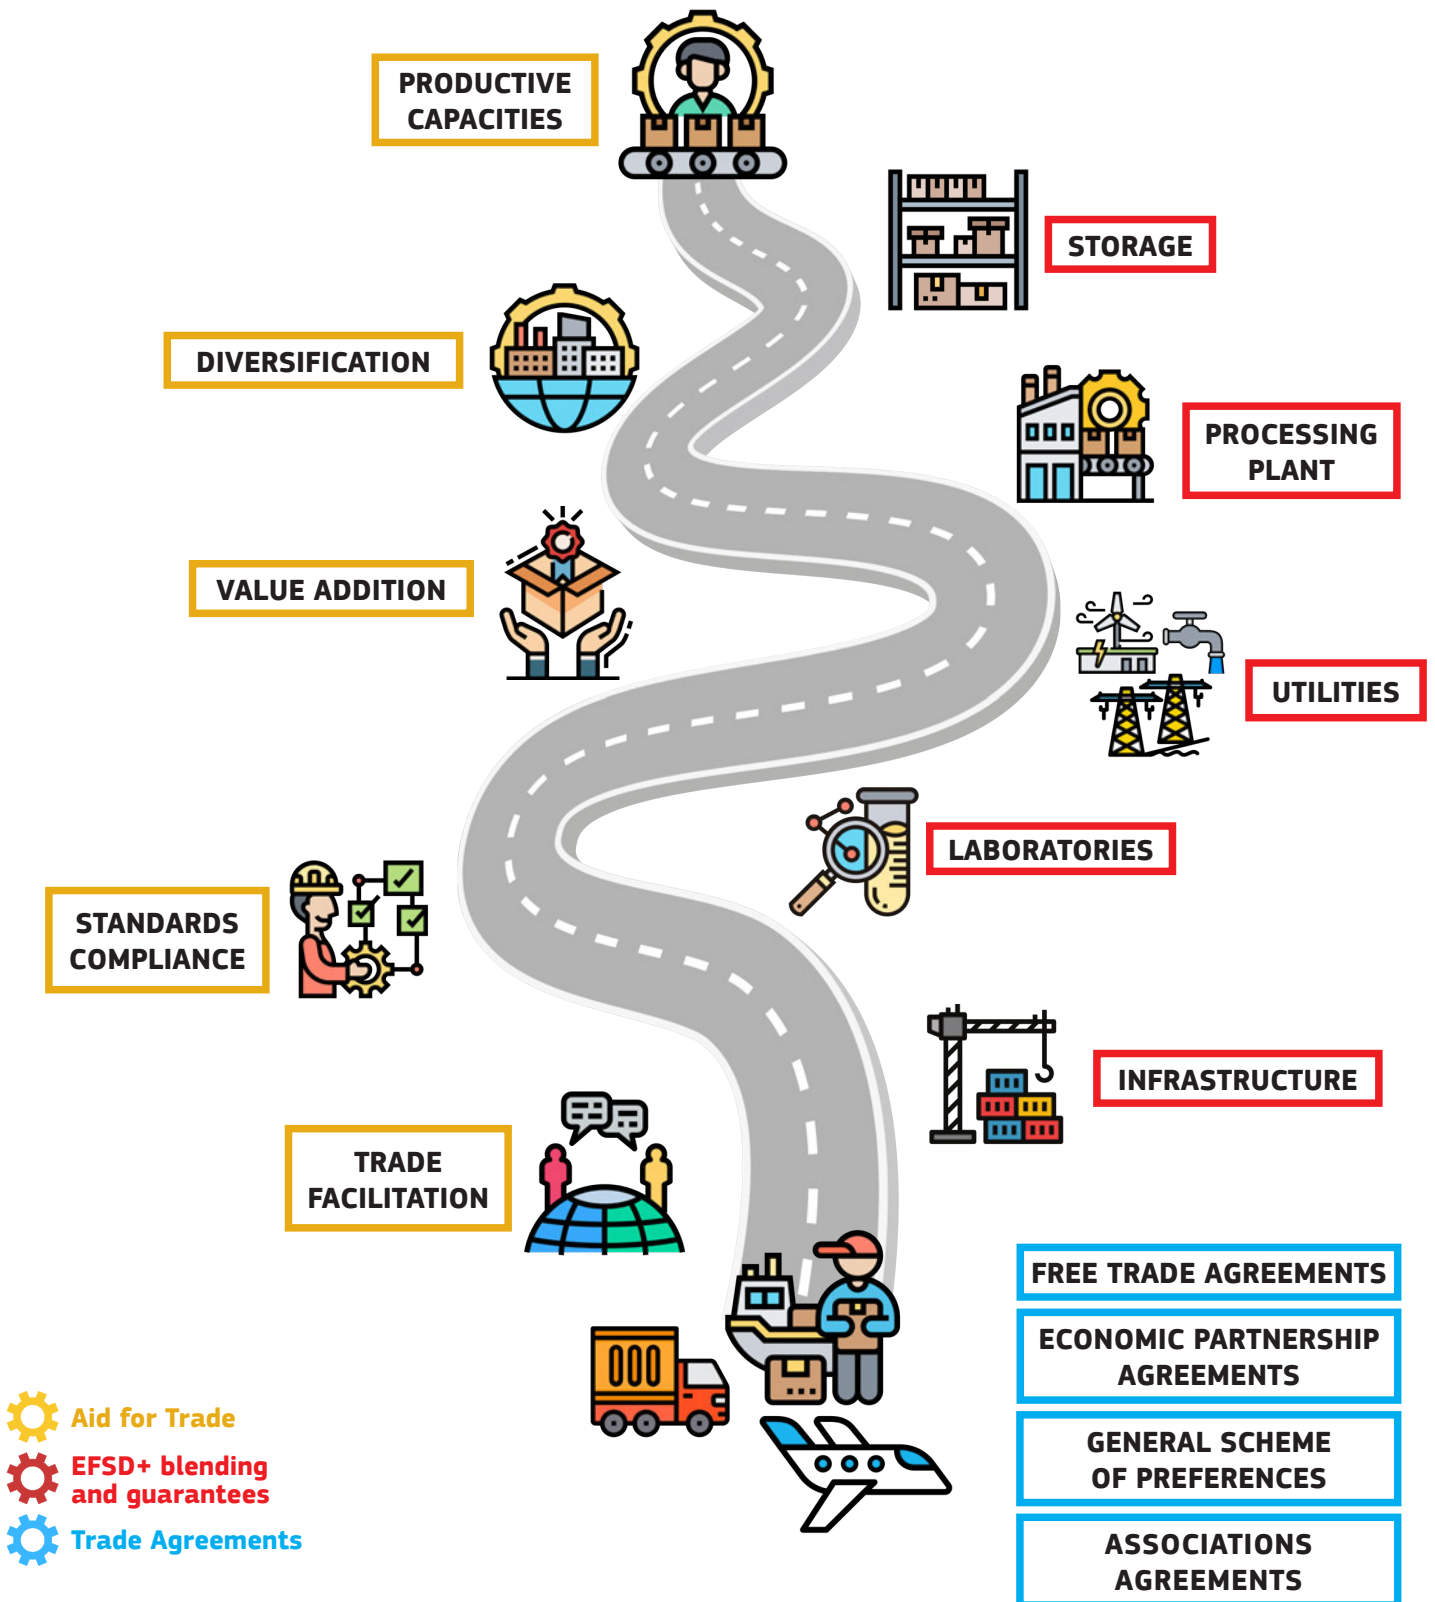 PRODUCTIVE
CAPACITIES
STORAGE
DIVERSIFICATION
PROCESSING
PLANT
VALUE ADDITION
UTILITIES
LABORATORIES
STANDARDS
COMPLIANCE
INFRASTRUCTURE
TRADE
FACILITATION
FREE TRADE AGREEMENTS
ECONOMIC PARTNERSHIP
AGREEMENTS
GENERAL SCHEME
OF PREFERENCES
ASSOCIATIONS
AGREEMENTS
Aid for Trade
EFSD+ blending
and guarantees
Trade Agreements